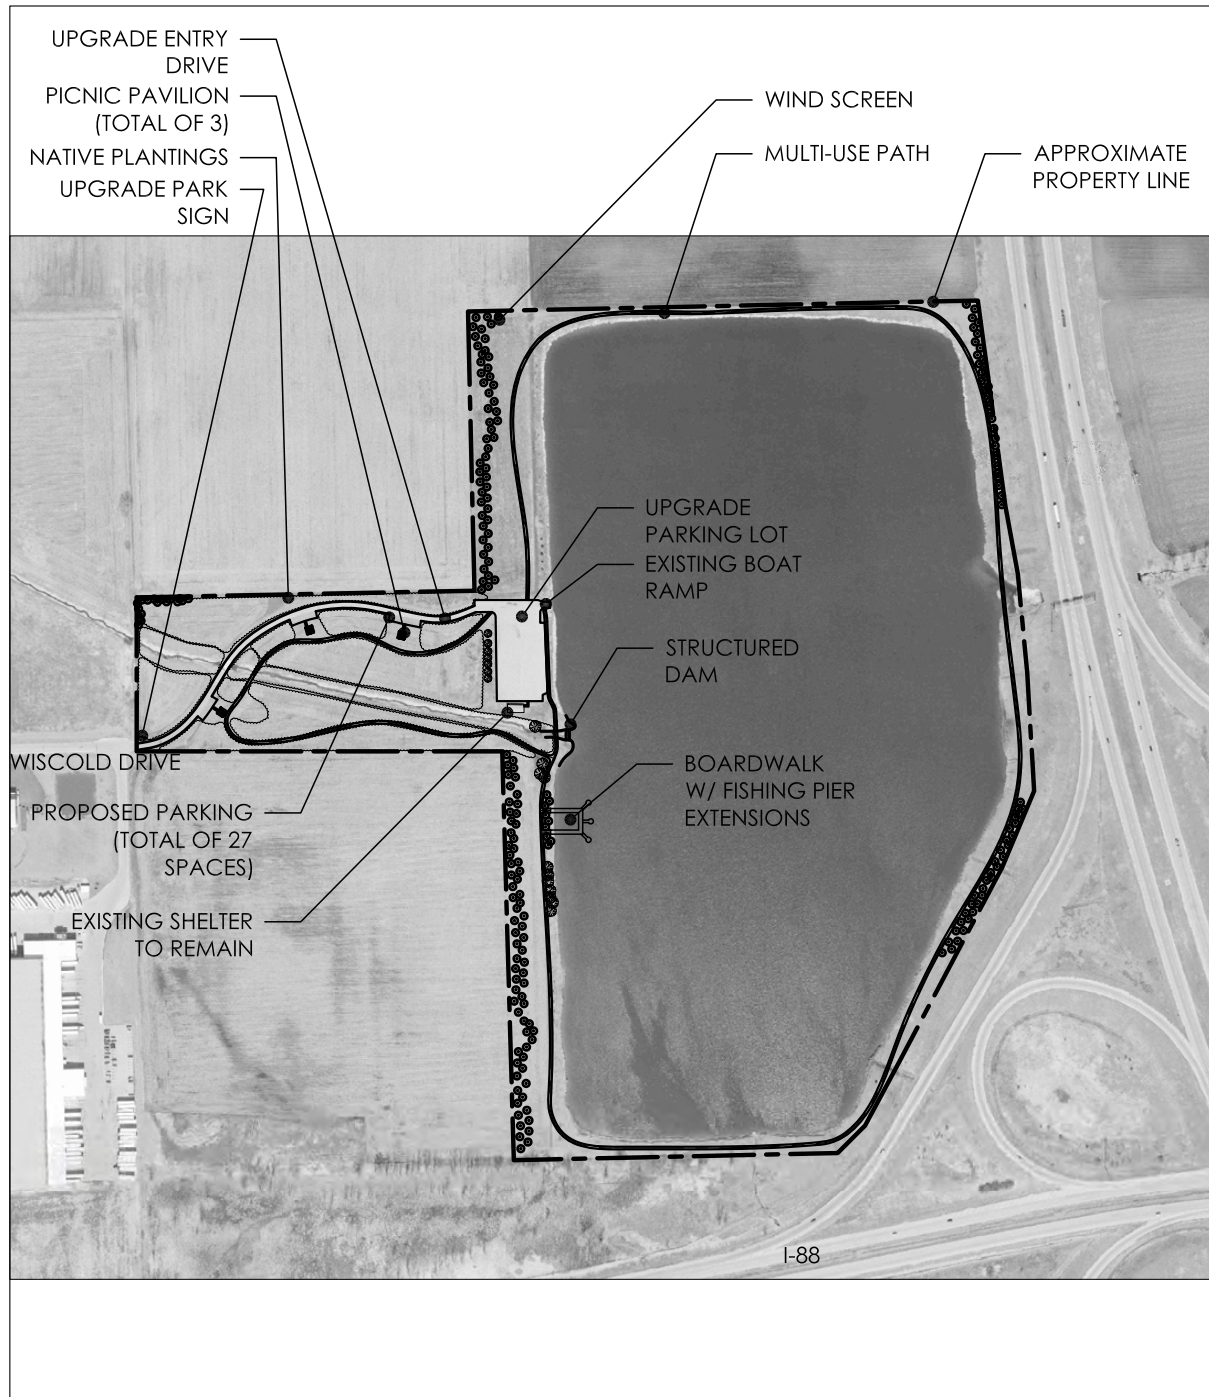 UPGRADE ENTRY
DRIVE
PICNIC PAVILION
(TOTAL OF 3)
NATIVE PLANTINGS
UPGRADE PARK
SIGN
WIND SCREEN
MULTI-USE PATH
APPROXIMATE
PROPERTY LINE
UPGRADE
PARKING LOT
EXISTING BOAT
RAMP
STRUCTURED
DAM
WISCOLD DRIVE
BOARDWALK
W/ FISHING PIER
EXTENSIONS
PROPOSED PARKING
(TOTAL OF 27
SPACES)
EXISTING SHELTER
TO REMAIN
I-88